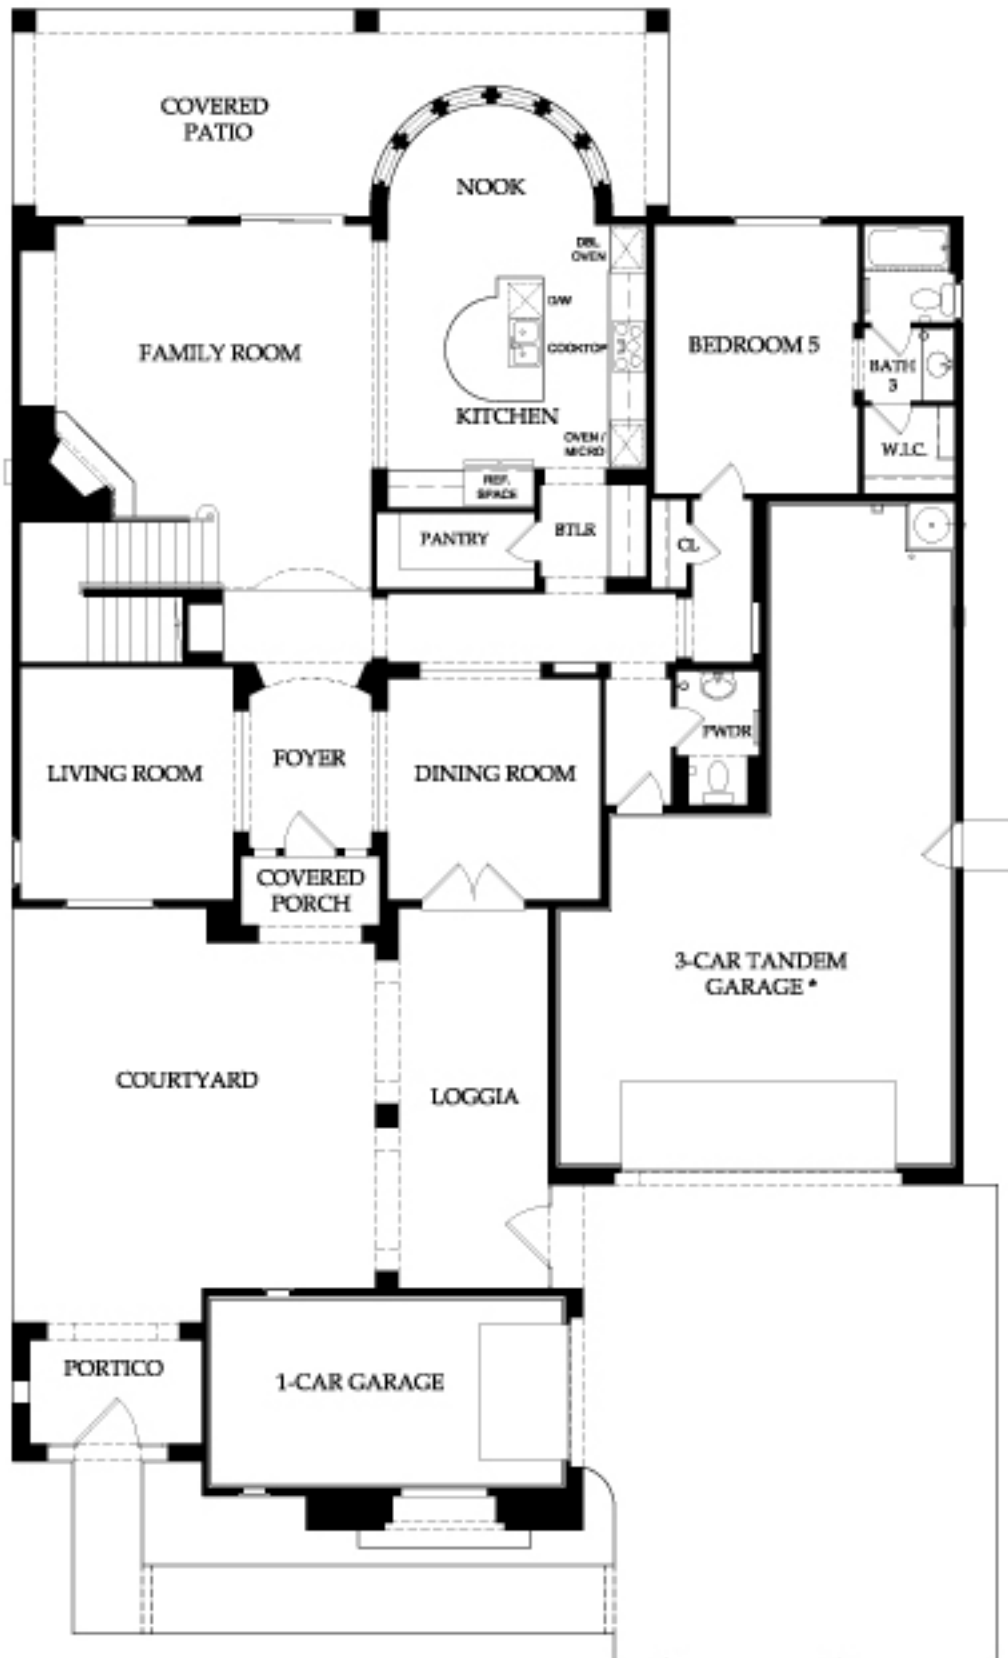 COVERED
PATIO
NOOK
DBL
OVEN
D/W
FAMILY ROOM
COOKTOP
BEDROOM 5
BATH
3
KITCHEN
OVEN/
MICRO
W.I.C.
REF.
SPACE
PANTRY
BTLR
CL
PWDR
LIVING ROOM
FOYER
DINING ROOM
COVERED
PORCH
3-CAR TANDEM
GARAGE *
COURTYARD
LOGGIA
PORTICO
1-CAR GARAGE